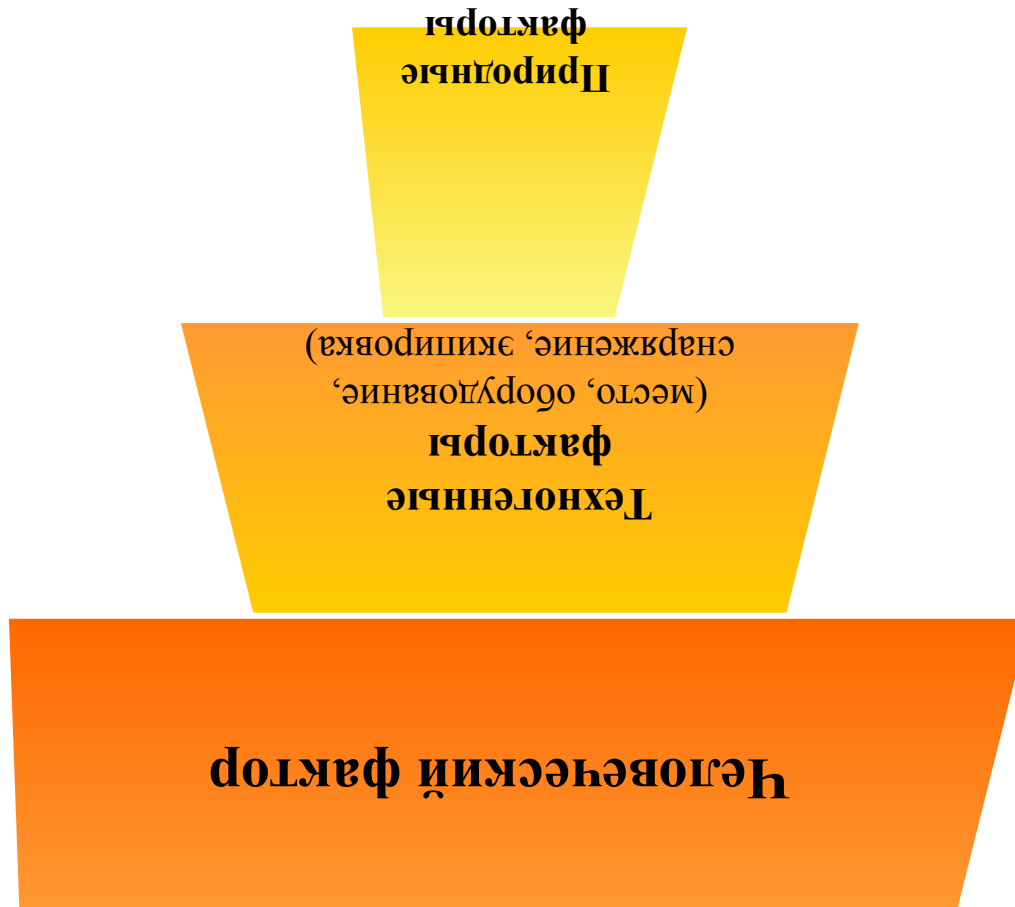 Человеческий фактор
Техногенные
факторы
(место, оборудование,
снаряжение, экипировка)
Природные
факторы